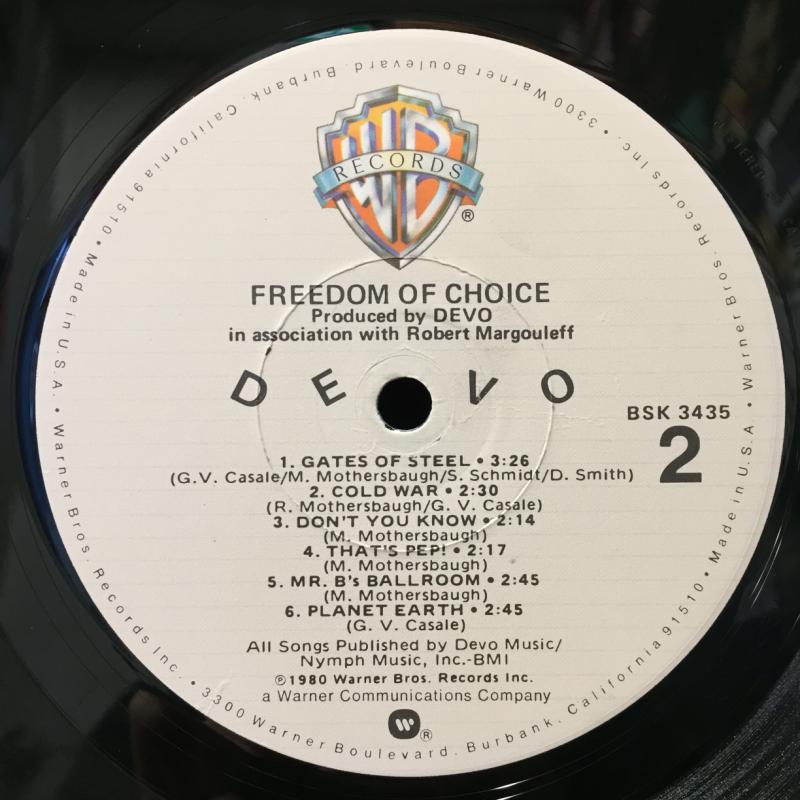 3300 Warner Boulevard. Burbank, California 91510 • Made in U.S.A. • Warner Bros. Records Inc. • 3300 Warner Boulevard. Burbank, California 91510 • Made in U.S.A. • Warner Bros. Records Inc. •
WB
RECORDS
®
FREEDOM OF CHOICE
Produced by DEVO
in association with Robert Margouleff
DEVO
BSK 3435
2
1. GATES OF STEEL • 3:26
(G.V. Casale/M. Mothersbaugh/S. Schmidt/D. Smith)
2. COLD WAR • 2:30
(R. Mothersbaugh/G. V. Casale)
3. DON'T YOU KNOW • 2:14
(M. Mothersbaugh)
4. THAT'S PEP! • 2:17
(M. Mothersbaugh)
5. MR. B's BALLROOM • 2:45
(M. Mothersbaugh)
6. PLANET EARTH • 2:45
(G. V. Casale)
All Songs Published by Devo Music/
Nymph Music, Inc.-BMI
℗1980 Warner Bros. Records Inc.
a Warner Communications Company
®